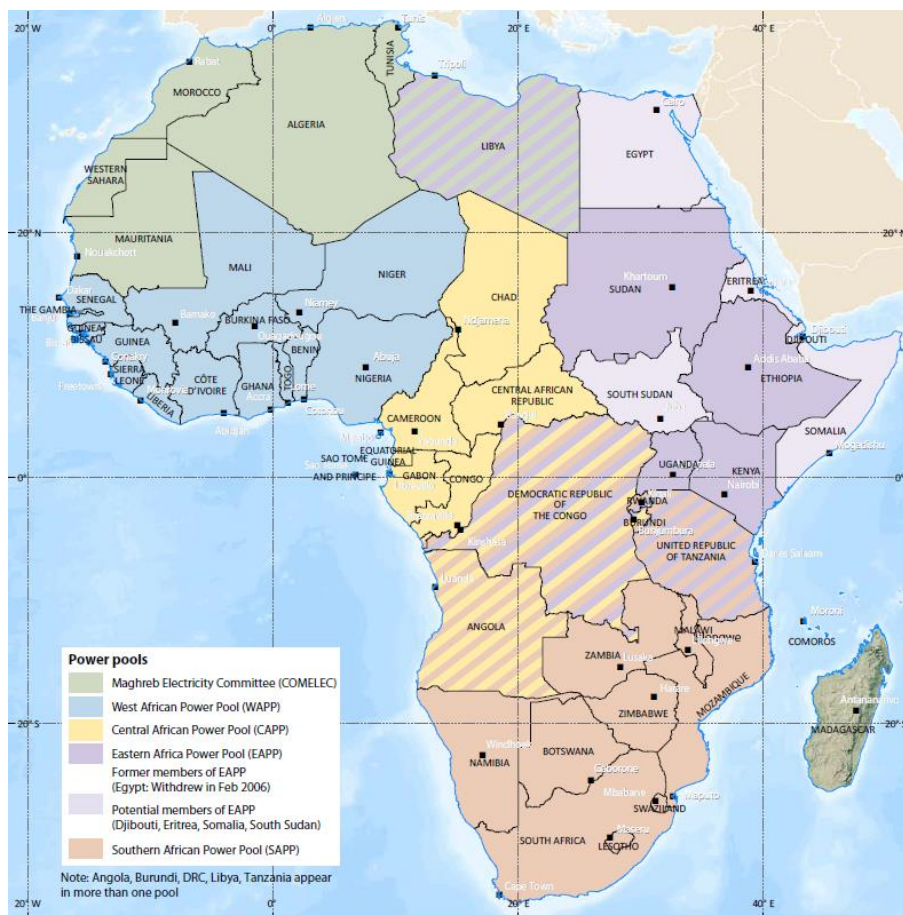 20° W
0°
20° W
40° E
Algiers
Tunis
Rabat
Tripoli
TUNISIA
MOROCCO
Cairo
ALGERIA
LIBYA
EGYPT
WESTERN
SAHARA
20° N
20° N
MAURITANIA
Nouakchott
MALI
NIGER
CHAD
Khartoum
SUDAN
ERITREA
Dakar
SENEGAL
THE GAMBIA
Banjul
Bamako
Niamey
BURKINA FASO
Ouagadougou
Ndjamena
Djibouti
DJIBOUTI
GUINEA
BISSAU
GUINEA
BENIN
Conakry
SIERRA
LEONE
Freetown
CÔTE
D'IVOIRE
GHANA
TOGO
Abuja
NIGERIA
Addis Ababa
ETHIOPIA
Monrovia
LIBERIA
Accra
Lome
Cotonou
Abidjan
CENTRAL AFRICAN
REPUBLIC
SOUTH SUDAN
SOMALIA
CAMEROON
Yaounde
Mogadishu
EQUATORIAL
GUINEA
SAO TOME
AND PRINCIPE
Sao Tome
GABON
CONGO
UGANDA
KENYA
0°
0°
DEMOCRATIC REPUBLIC
OF
THE CONGO
RWANDA
Nairobi
BURUNDI
Bujumbura
Kinshasa
UNITED REPUBLIC
OF TANZANIA
Dar es Salaam
Luanda
ANGOLA
MALAWI
Lilongwe
Moroni
COMOROS
ZAMBIA
Lusaka
Harare
ZIMBABWE
MOZAMBIQUE
Antananarivo
MADAGASCAR
20° S
20° S
Windhoek
NAMIBIA
BOTSWANA
Gaborone
Mbabane
Maputo
SWAZILAND
SOUTH AFRICA
Maseru
LESOTHO
Cape Town
20° E
40° E
Power pools
Maghreb Electricity Committee (COMELEC)
West African Power Pool (WAPP)
Central African Power Pool (CAPP)
Eastern Africa Power Pool (EAPP)
Former members of EAPP
(Egypt: Withdrew in Feb 2006)
Potential members of EAPP
(Djibouti, Eritrea, Somalia, South Sudan)
Southern African Power Pool (SAPP)
Note: Angola, Burundi, DRC, Libya, Tanzania appear
in more than one pool